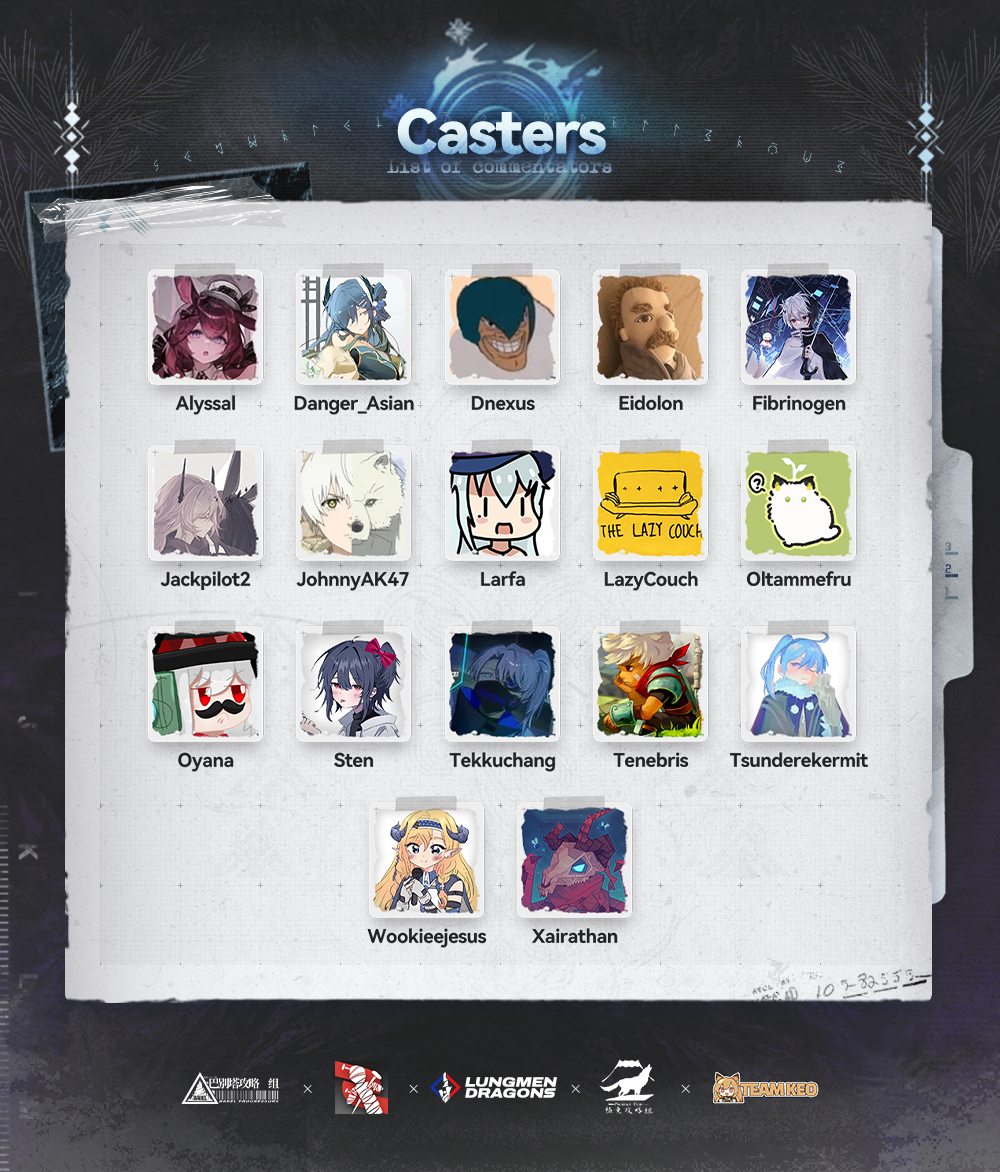 Casters
List of commentators
Alyssal
Danger_Asian
Dnexus
Eidolon
Fibrinogen
Jackpilot2
JohnnyAK47
Larfa
THE LAZY COUCH
LazyCouch
?
Oltammefru
3
2
1
Oyana
Sten
Tekkuchang
Tenebris
Tsunderekermit
Wookieejesus
Xairathan
J
K
L
巴别塔攻略 组
BABEL
LUNGMEN
DRAGONS
TEAM KEO